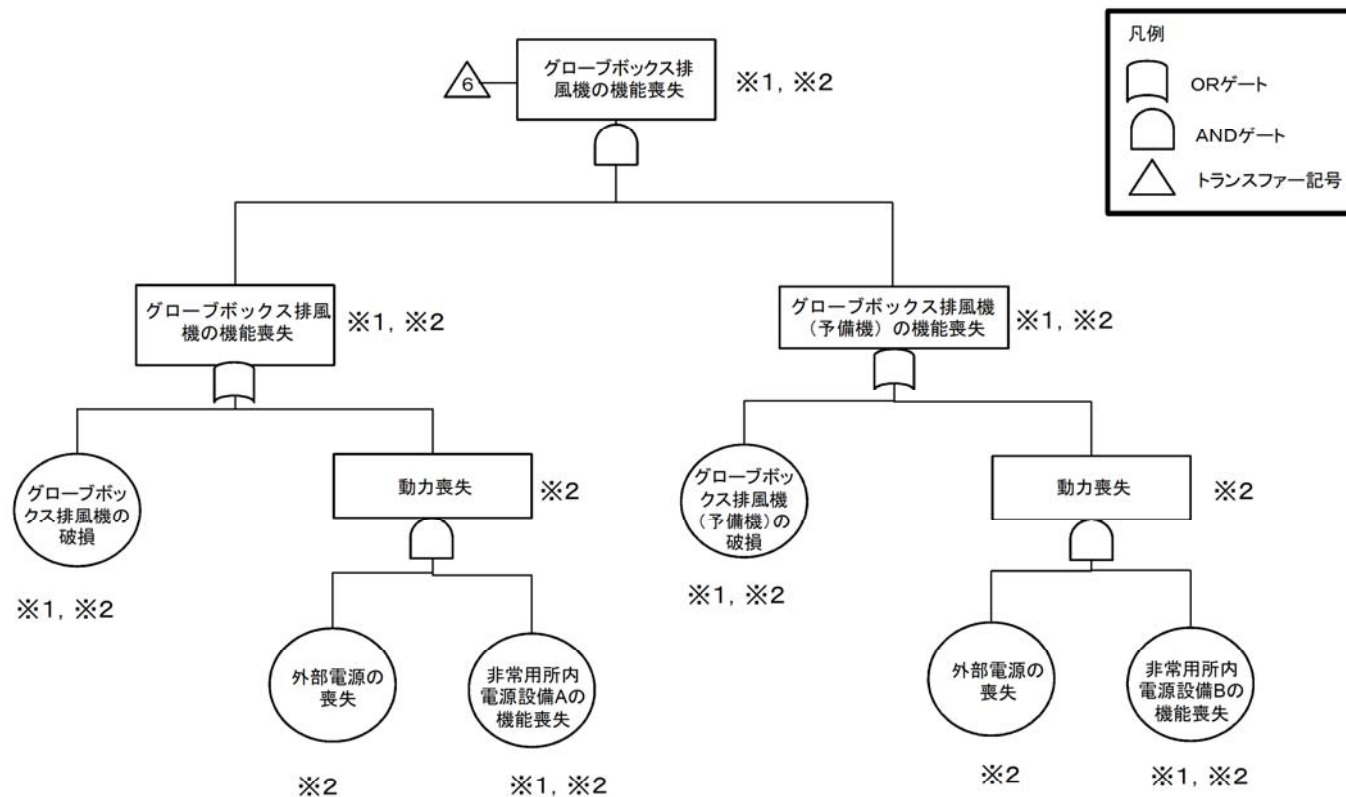 凡例
ORゲート
ANDゲート
トランスファー記号
6
グローブボックス排
風機の機能喪失
※1, ※2
グローブボックス排風
機の機能喪失
※1, ※2
グローブボックス排風機
(予備機)の機能喪失
※1, ※2
グローブボッ
クス排風機の
破損
※1, ※2
動力喪失
※2
グローブボッ
クス排風機
(予備機)の
破損
※1, ※2
動力喪失
※2
外部電源の
喪失
※2
非常用所内
電源設備Aの
機能喪失
※1, ※2
外部電源の
喪失
※2
非常用所内
電源設備Bの
機能喪失
※1, ※2